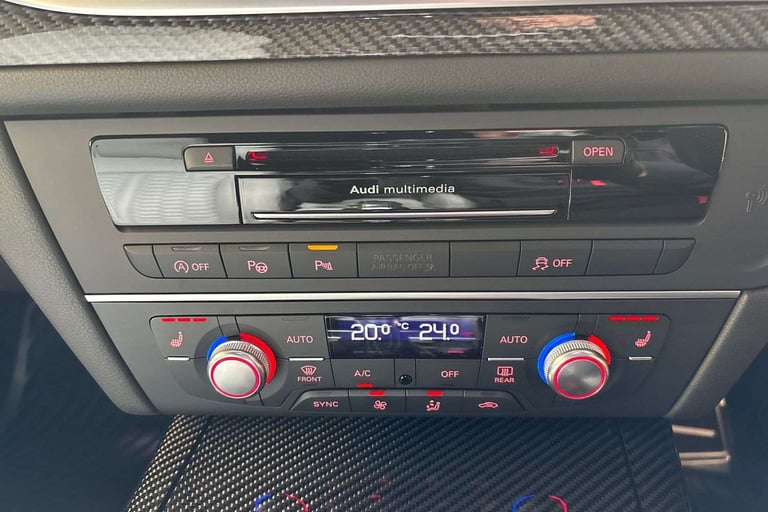 OPEN
Audi multimedia
A OFF
P
P
PASSENGER
AIRBAG OFF
OFF
AUTO
20.0 °C 24.0
AUTO
FRONT
A/C
OFF
REAR
SYNC